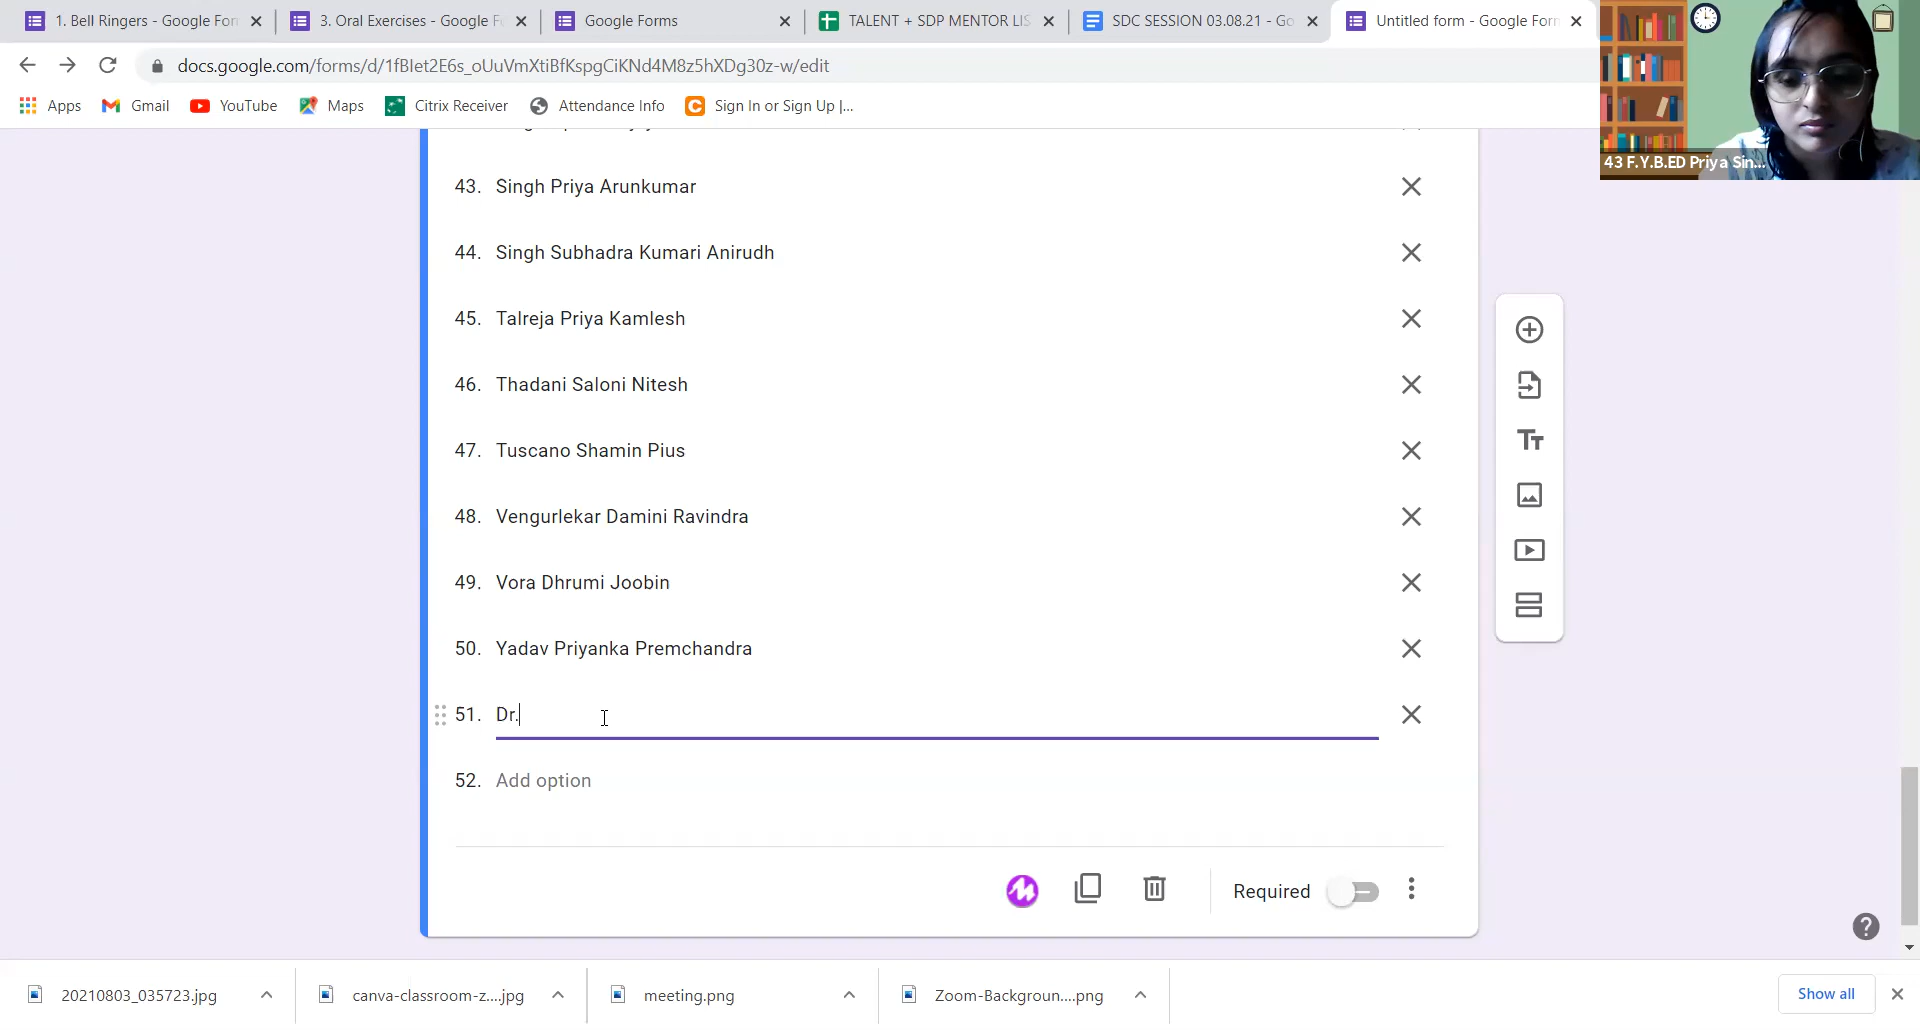 1. Bell Ringers - Google For
3. Oral Exercises - Google F
Google Forms
TALENT + SDP MENTOR LIS
SDC SESSION 03.08.21 - Go
Untitled form - Google Form
docs.google.com/forms/d/1fBIet2E6s_oUuVmXtiBfKspgCiKNd4M8z5hXDg30z-w/edit
Apps
Gmail
YouTube
Maps
Citrix Receiver
Attendance Info
Sign In or Sign Up |...
43 F.Y.B.ED Priya Sin...
43. Singh Priya Arunkumar
44. Singh Subhadra Kumari Anirudh
45. Talreja Priya Kamlesh
46. Thadani Saloni Nitesh
47. Tuscano Shamin Pius
48. Vengurlekar Damini Ravindra
49. Vora Dhrumi Joobin
50. Yadav Priyanka Premchandra
51. Dr.
52. Add option
Required
20210803_035723.jpg
canva-classroom-z....jpg
meeting.png
Zoom-Backgroun....png
Show all